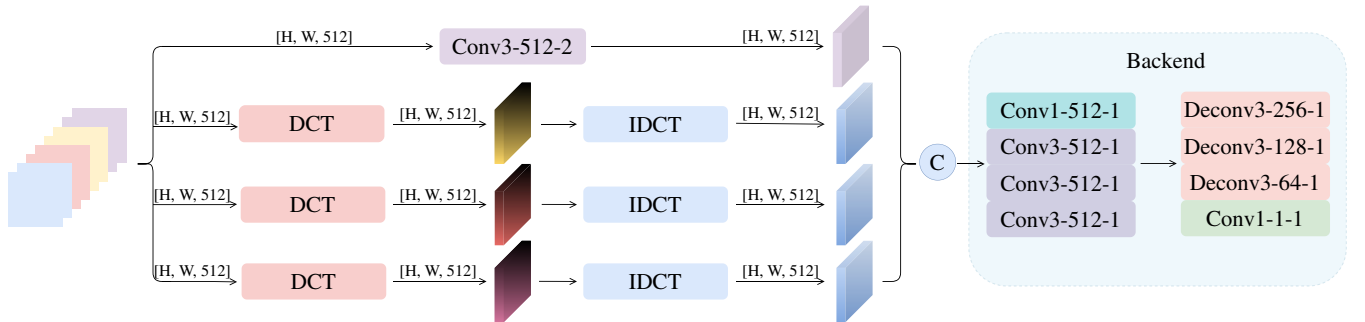 [H, W, 512]
Conv3-512-2
[H, W, 512]
[H, W, 512]
DCT
[H, W, 512]
IDCT
[H, W, 512]
[H, W, 512]
DCT
[H, W, 512]
IDCT
[H, W, 512]
[H, W, 512]
DCT
[H, W, 512]
IDCT
[H, W, 512]
C
Backend
Conv1-512-1
Conv3-512-1
Conv3-512-1
Conv3-512-1
Deconv3-256-1
Deconv3-128-1
Deconv3-64-1
Conv1-1-1